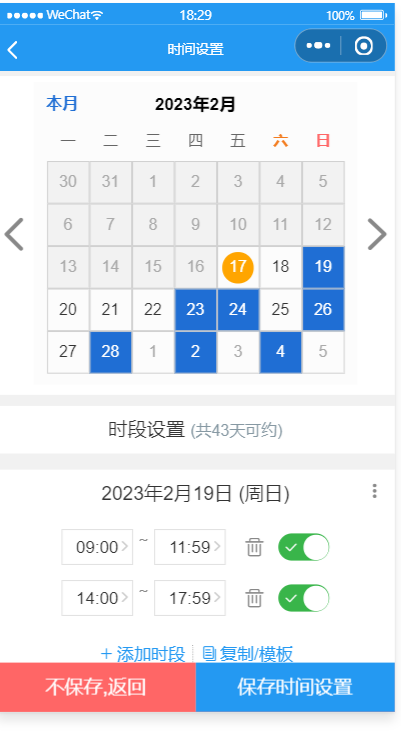 WeChat 18:29 100%
时间设置
本月 2023年2月
一 二 三 四 五 六 日
30 31 1 2 3 4 5
6 7 8 9 10 11 12
13 14 15 16 17 18 19
20 21 22 23 24 25 26
27 28 1 2 3 4 5
时段设置 (共43天可约)
2023年2月19日 (周日)
09:00 ~ 11:59
14:00 ~ 17:59
+ 添加时段 复制/模板
不保存,返回 保存时间设置